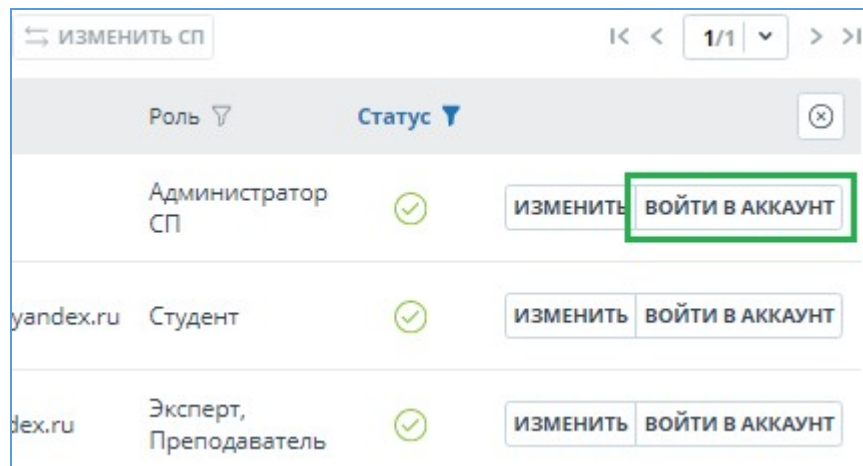 ИЗМЕНИТЬ СП
1/1
Роль
Статус
Администратор
СП
ИЗМЕНИТЬ
ВОЙТИ В АККАУНТ
yandex.ru
Студент
ИЗМЕНИТЬ
ВОЙТИ В АККАУНТ
dex.ru
Эксперт,
Преподаватель
ИЗМЕНИТЬ
ВОЙТИ В АККАУНТ